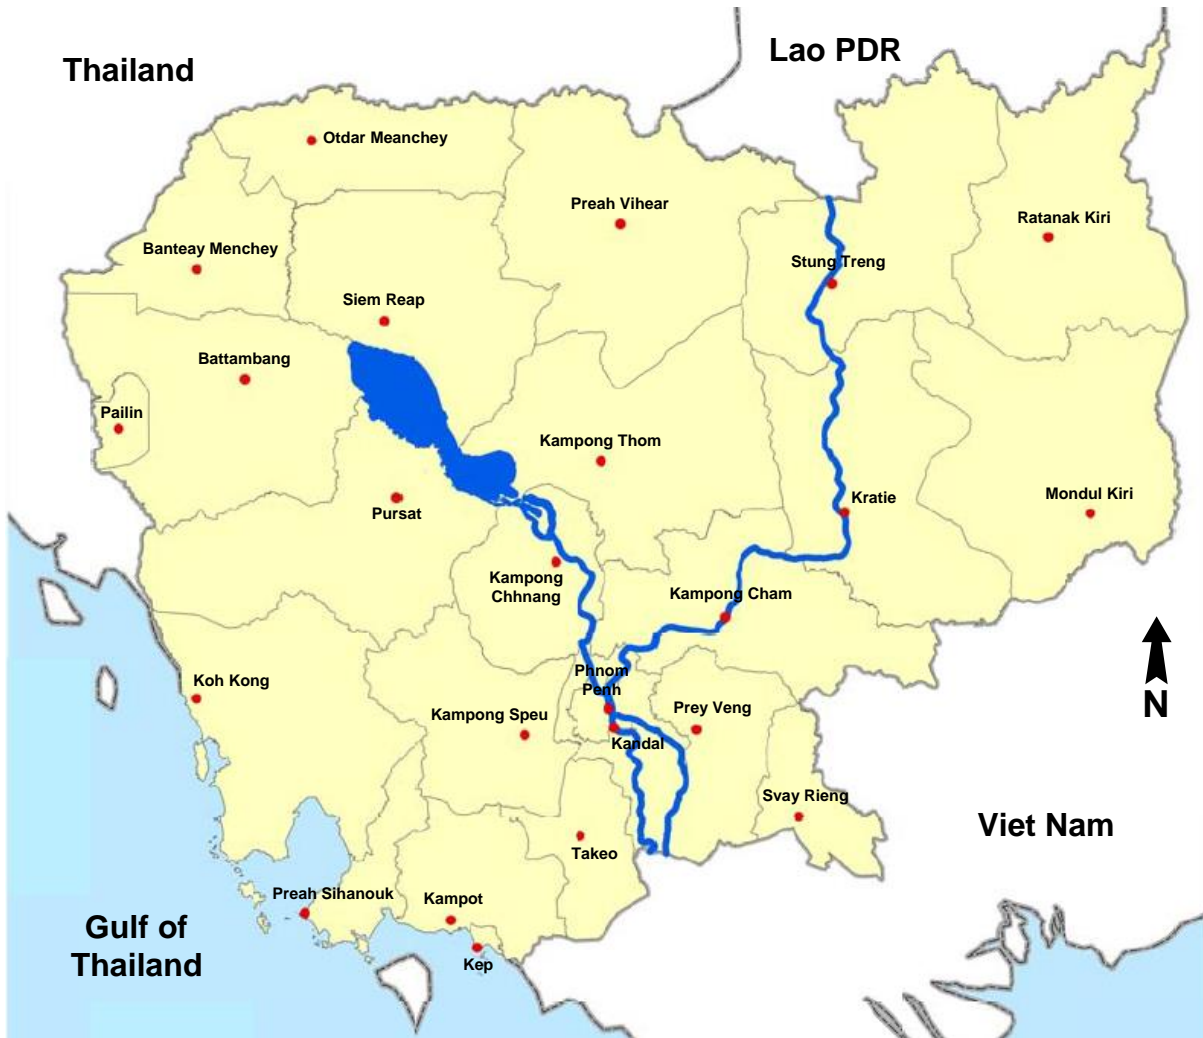 Lao PDR
Thailand
Otdar Meanchey
Preah Vihear
Ratanak Kiri
Banteay Menchey
Stung Treng
Siem Reap
Battambang
Pailin
Kampong Thom
Mondul Kiri
Kratie
Pursat
Kampong
Chhnang
Kampong Cham
Phnom
Penh
Koh Kong
Kampong Speu
Prey Veng
N
Kandal
Svay Rieng
Viet Nam
Takeo
Preah Sihanouk
Kampot
Gulf of
Thailand
Kep